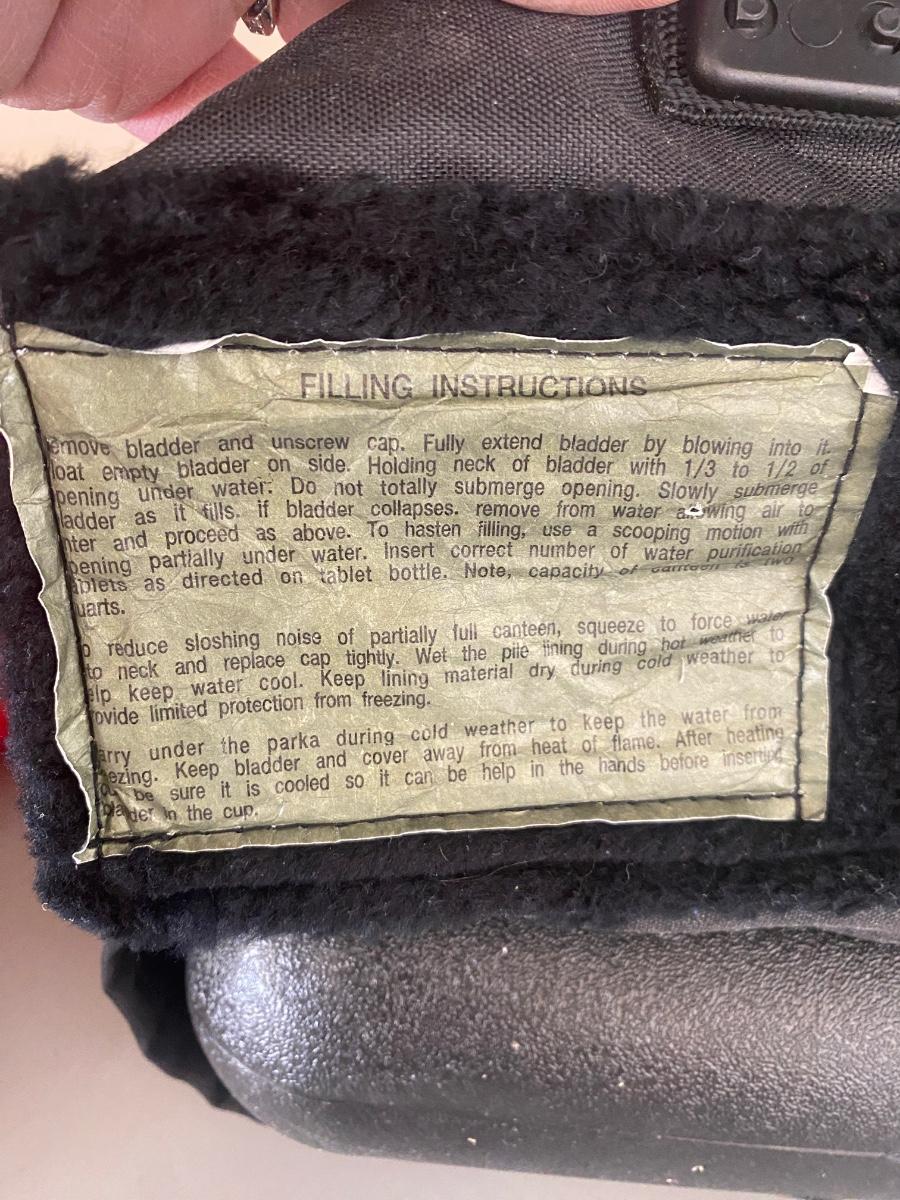 FILLING INSTRUCTIONS
emove bladder and unscrew cap. Fully extend bladder by blowing into it.
loat empty bladder on side. Holding neck of bladder with 1/3 to 1/2 of
pening under water. Do not totally submerge opening. Slowly submerge
ladder as it fills. if bladder collapses. remove from water wing air to
nter and proceed as above. To hasten filling, use a scooping motion with
pening partially under water. Insert correct number of water purification
ablets as directed on tablet bottle. Note, capacity of canteen is two
uarts.
o reduce sloshing noise of partially full canteen, squeeze to force water
to neck and replace cap tightly. Wet the pile lining during hot weather to
elp keep water cool. Keep lining material dry during cold weather to
ovide limited protection from freezing.
arry under the parka during cold weather to keep the water from
ezing. Keep bladder and cover away from heat of flame. After heating
be sure it is cooled so it can be help in the hands before inserting
bladder in the cup.